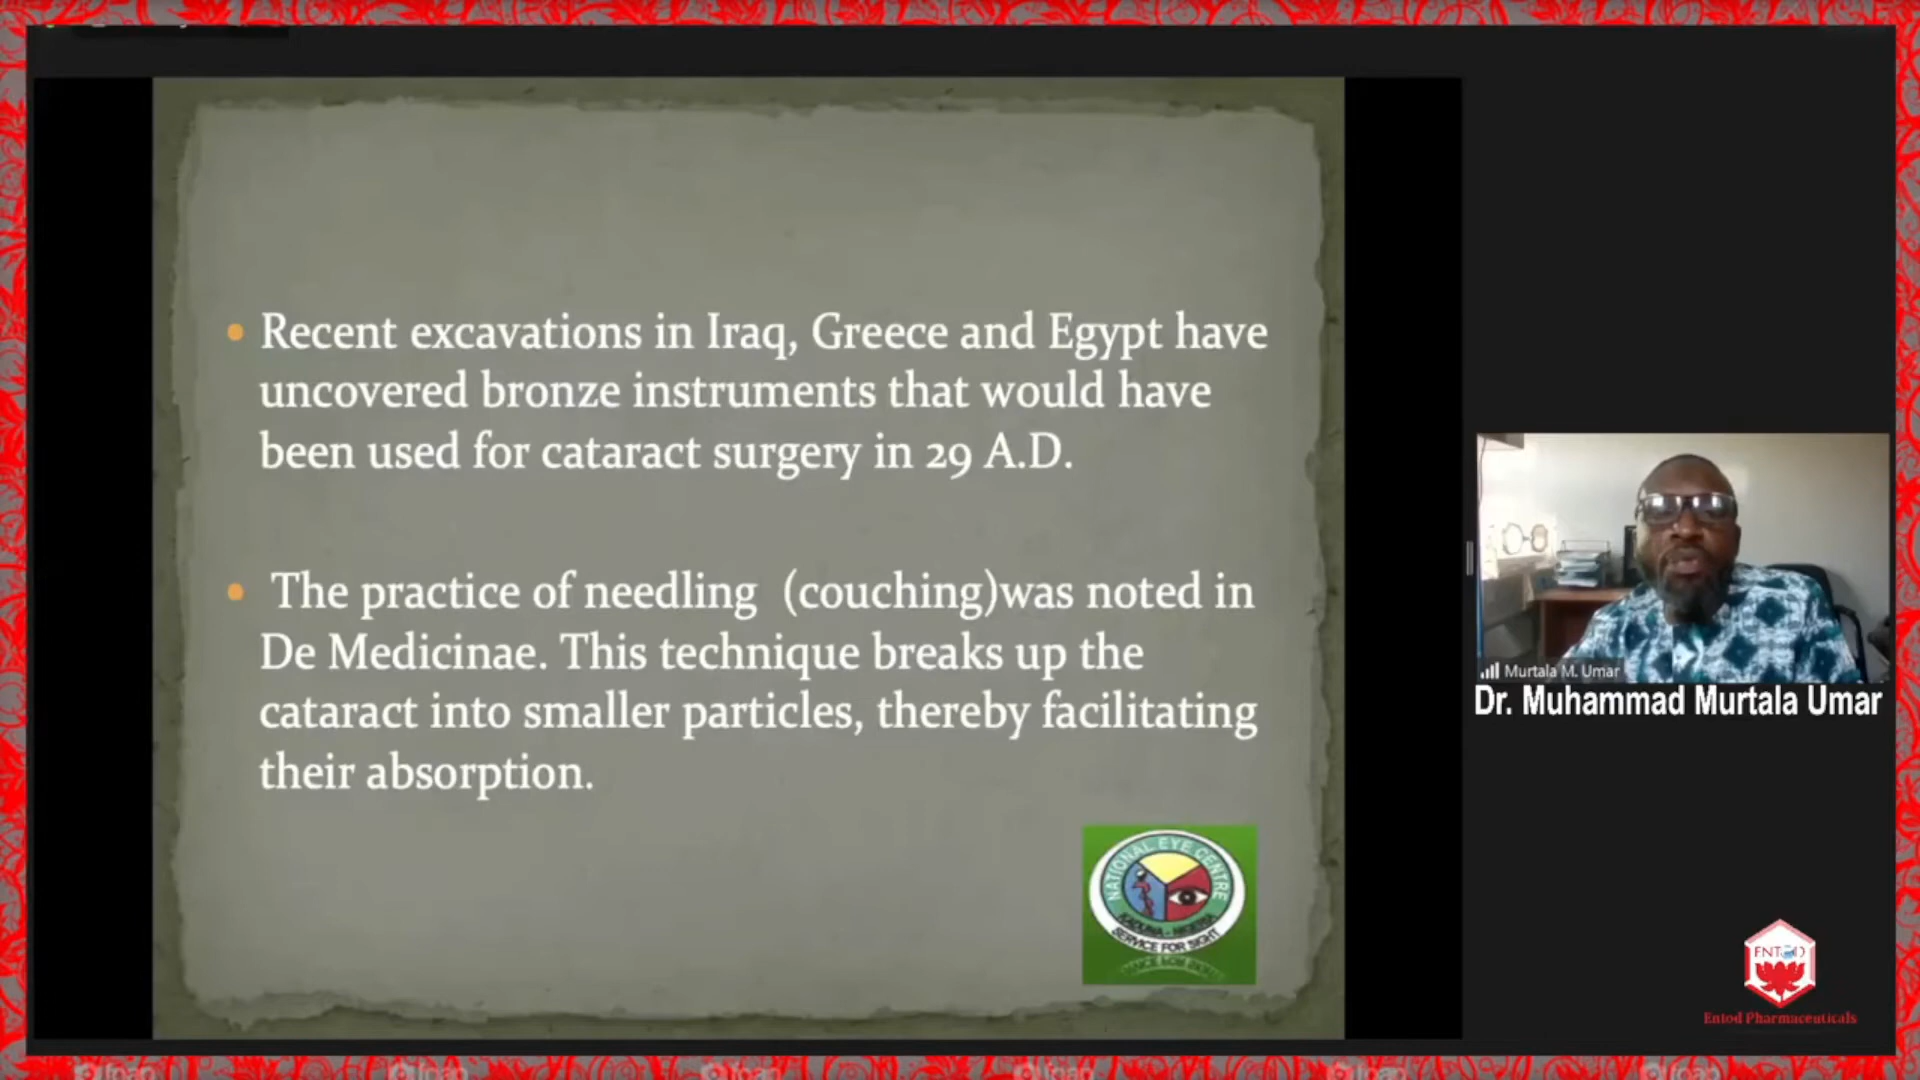 Recent excavations in Iraq, Greece and Egypt have
uncovered bronze instruments that would have
been used for cataract surgery in 29 A.D.
The practice of needling (couching)was noted in
De Medicinae. This technique breaks up the
cataract into smaller particles, thereby facilitating
their absorption.
NATIONAL EYE CENTRE
KADUNA - NIGERIA
SERVICE FOR SIGHT
Murtala M. Umar
Dr. Muhammad Murtala Umar
ENTOD
Entod Pharmaceuticals